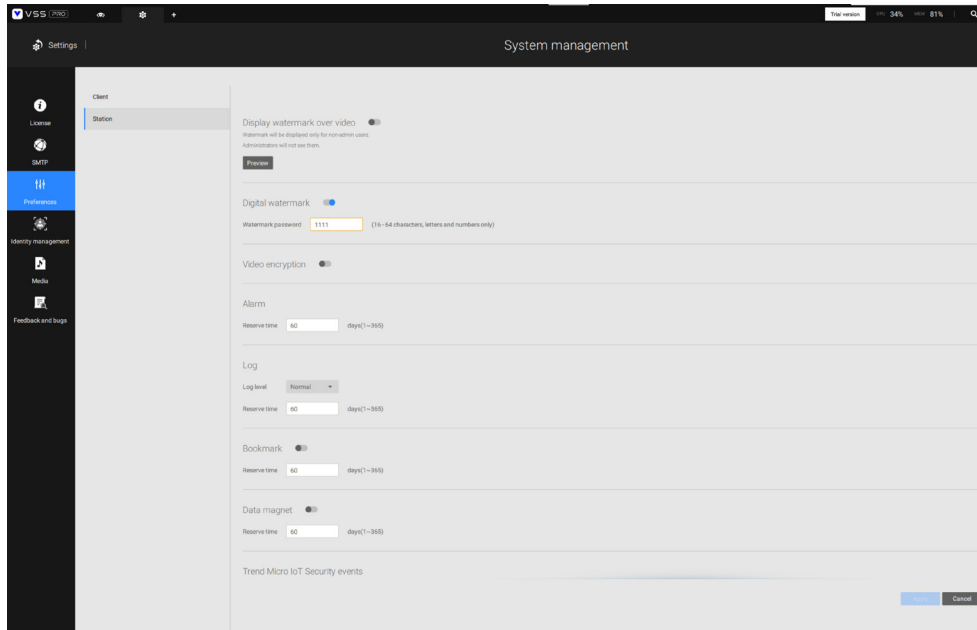 VSS PRO
Trial version
CPU 34%
MEM 81%
Settings
System management
License
SMTP
Preferences
Identity management
Media
Feedback and bugs
Client
Station
Display watermark over video
Watermark will be displayed only for non-admin users.
Administrators will not see them.
Preview
Digital watermark
Watermark password 1111 (16~64 characters, letters and numbers only)
Video encryption
Alarm
Reserve time 60 days(1~365)
Log
Log level Normal
Reserve time 60 days(1~365)
Bookmark
Reserve time 60 days(1~365)
Data magnet
Reserve time 60 days(1~365)
Trend Micro IoT Security events
Apply Cancel